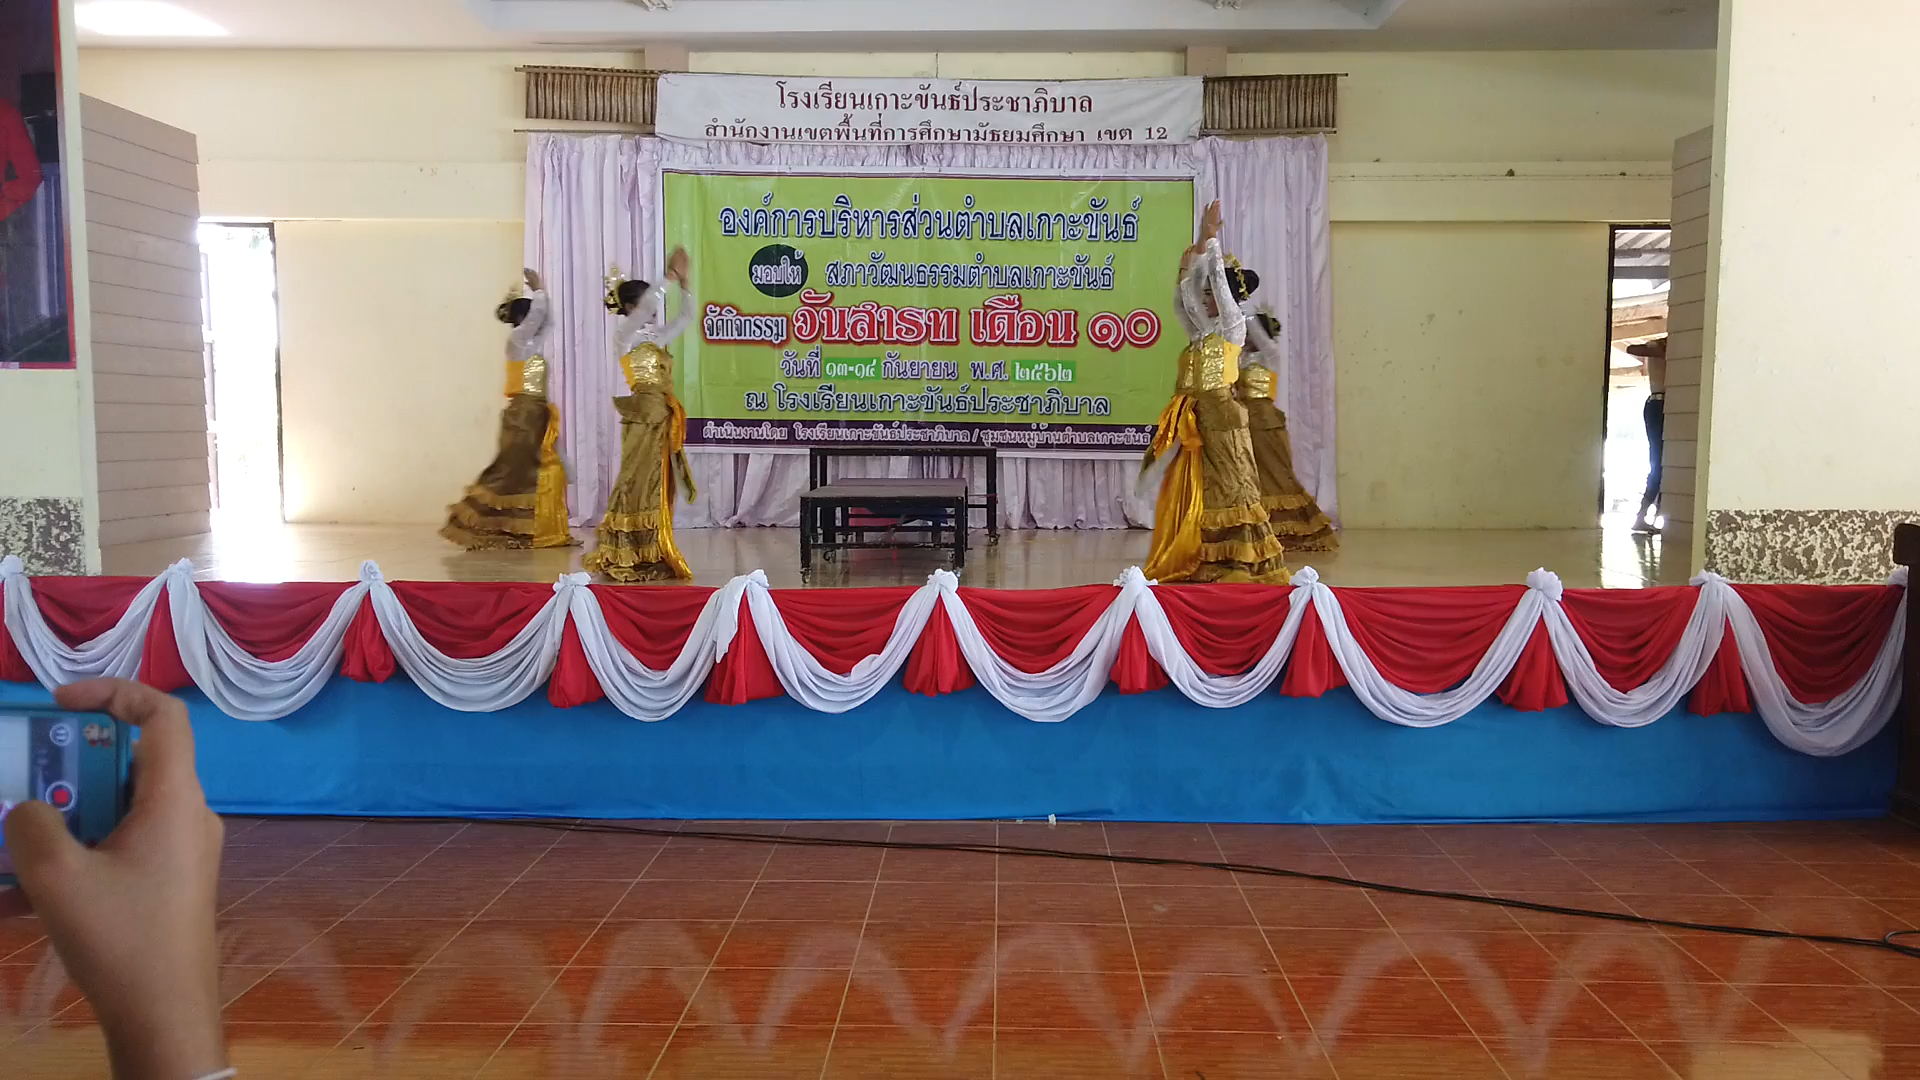 โรงเรียนเกาะขันธ์ประชาภิบาล
สำนักงานเขตพื้นที่การศึกษามัธยมศึกษา เขต 12
องค์การบริหารส่วนตำบลเกาะขันธ์
มอบให้ สภาวัฒนธรรมตำบลเกาะขันธ์
จัดกิจกรรม วันสารท เดือน ๑๐
วันที่ ๑๓-๑๔ กันยายน พ.ศ. ๒๕๖๒
ณ โรงเรียนเกาะขันธ์ประชาภิบาล
ดำเนินงานโดย โรงเรียนเกาะขันธ์ประชาภิบาล / ชุมชนหมู่บ้านตำบลเกาะขันธ์